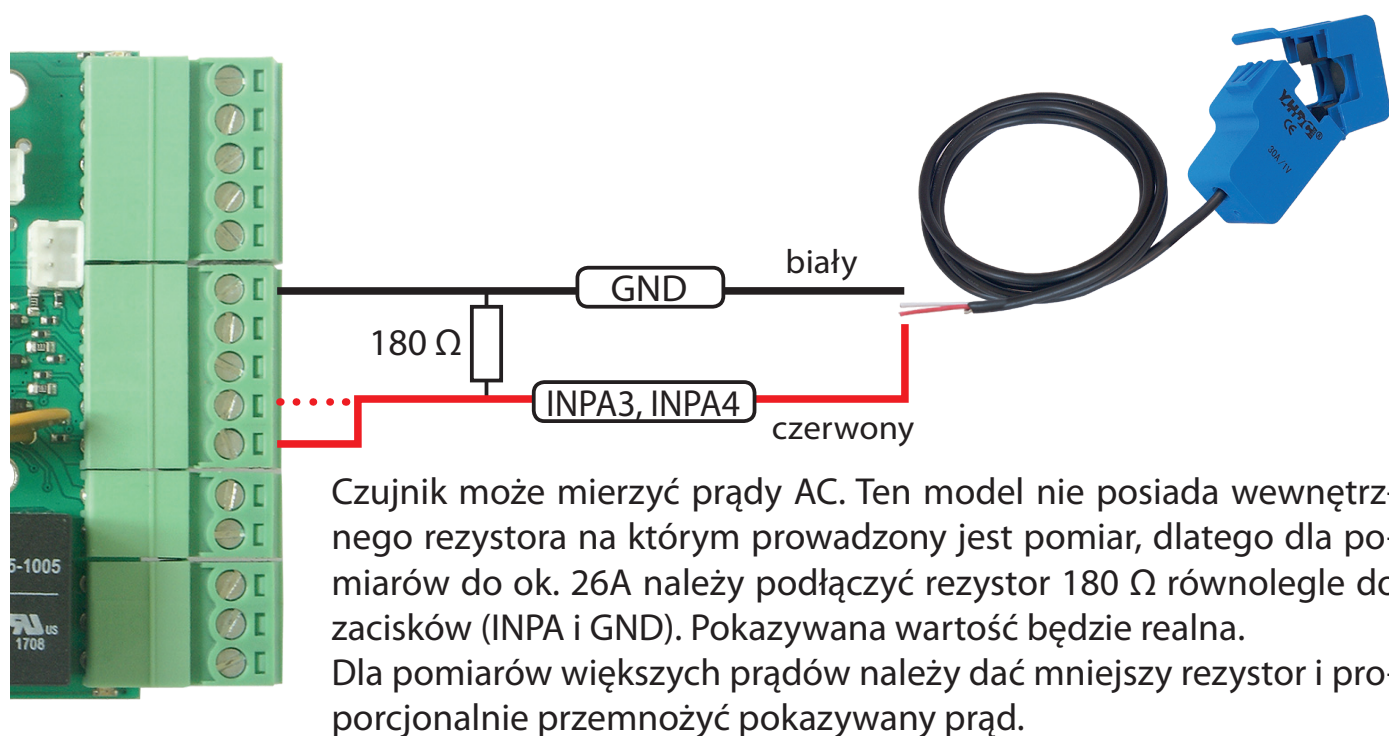 biały
GND
180 Ω
INPA3, INPA4
czerwony
30A / 1V
CE
5-1005
US
1708
Czujnik może mierzyć prądy AC. Ten model nie posiada wewnętrz-
nego rezystora na którym prowadzony jest pomiar, dlatego dla po-
miarów do ok. 26A należy podłączyć rezystor 180 Ω równolegle do
zacisków (INPA i GND). Pokazywana wartość będzie realna.
Dla pomiarów większych prądów należy dać mniejszy rezystor i pro-
porcjonalnie przemnożyć pokazywany prąd.